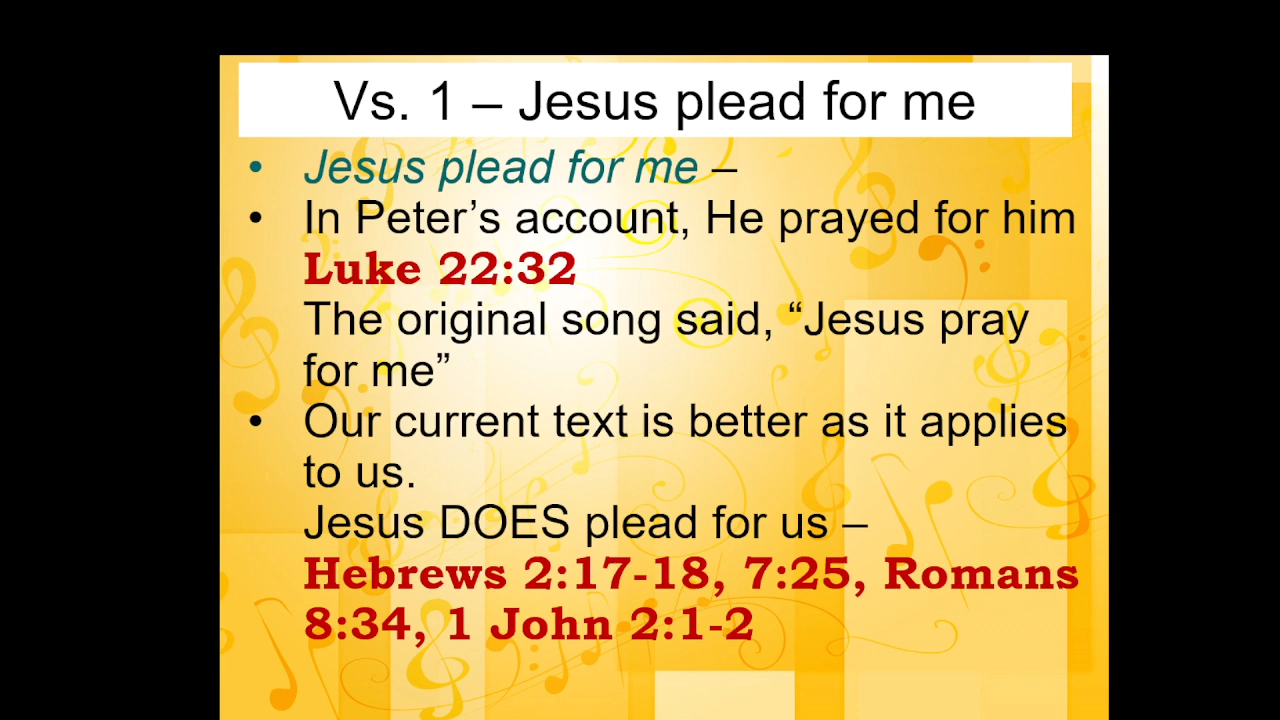 Vs. 1 – Jesus plead for me
• Jesus plead for me –
• In Peter’s account, He prayed for him
Luke 22:32
The original song said, “Jesus pray
for me”
• Our current text is better as it applies
to us.
Jesus DOES plead for us –
Hebrews 2:17-18, 7:25, Romans
8:34, 1 John 2:1-2